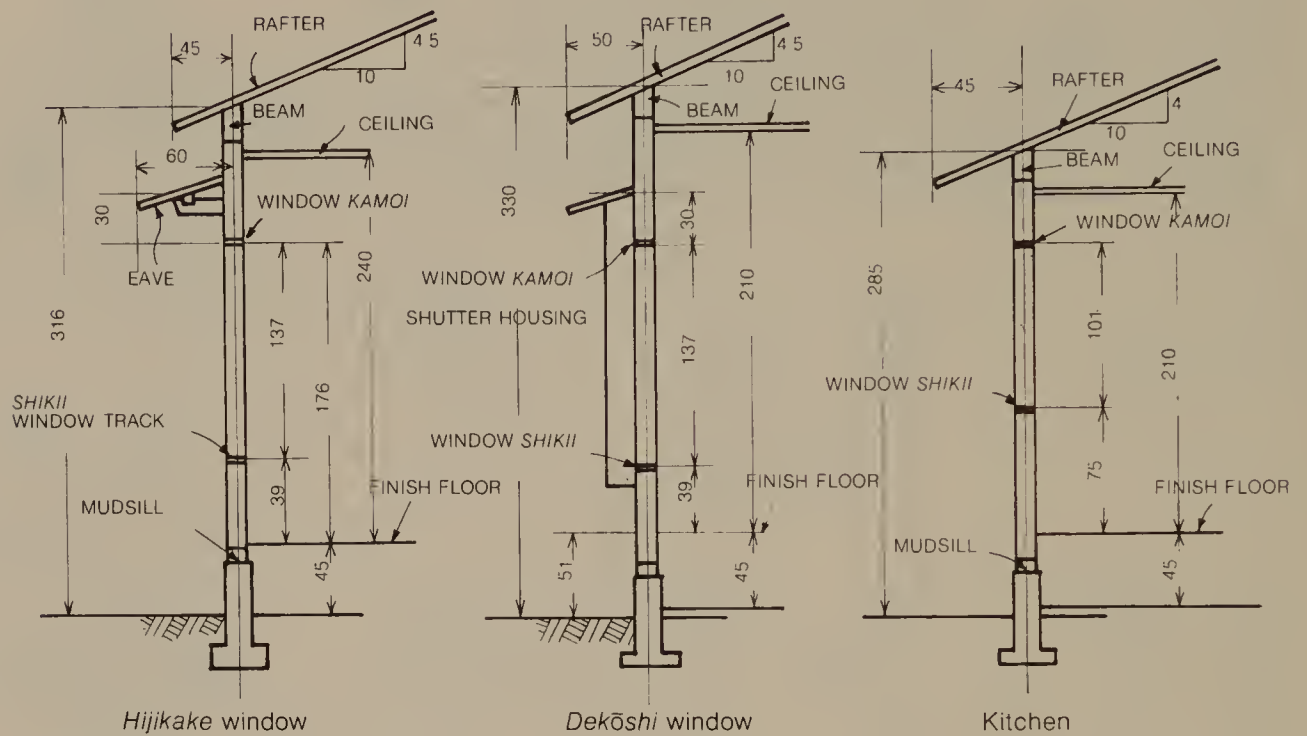 RAFTER
45
4 5
10
BEAM
CEILING
60
30
WINDOW KAMOI
EAVE
240
316
137
176
SHIKII
WINDOW TRACK
39
FINISH FLOOR
MUDSILL
45
Hijikake window
50
RAFTER
4 5
10
CEILING
BEAM
330
30
WINDOW KAMOI
210
SHUTTER HOUSING
137
WINDOW SHIKII
39
FINISH FLOOR
51
45
Dekōshi window
45
RAFTER
4
10
BEAM
CEILING
WINDOW KAMOI
285
101
210
WINDOW SHIKII
75
FINISH FLOOR
MUDSILL
45
Kitchen